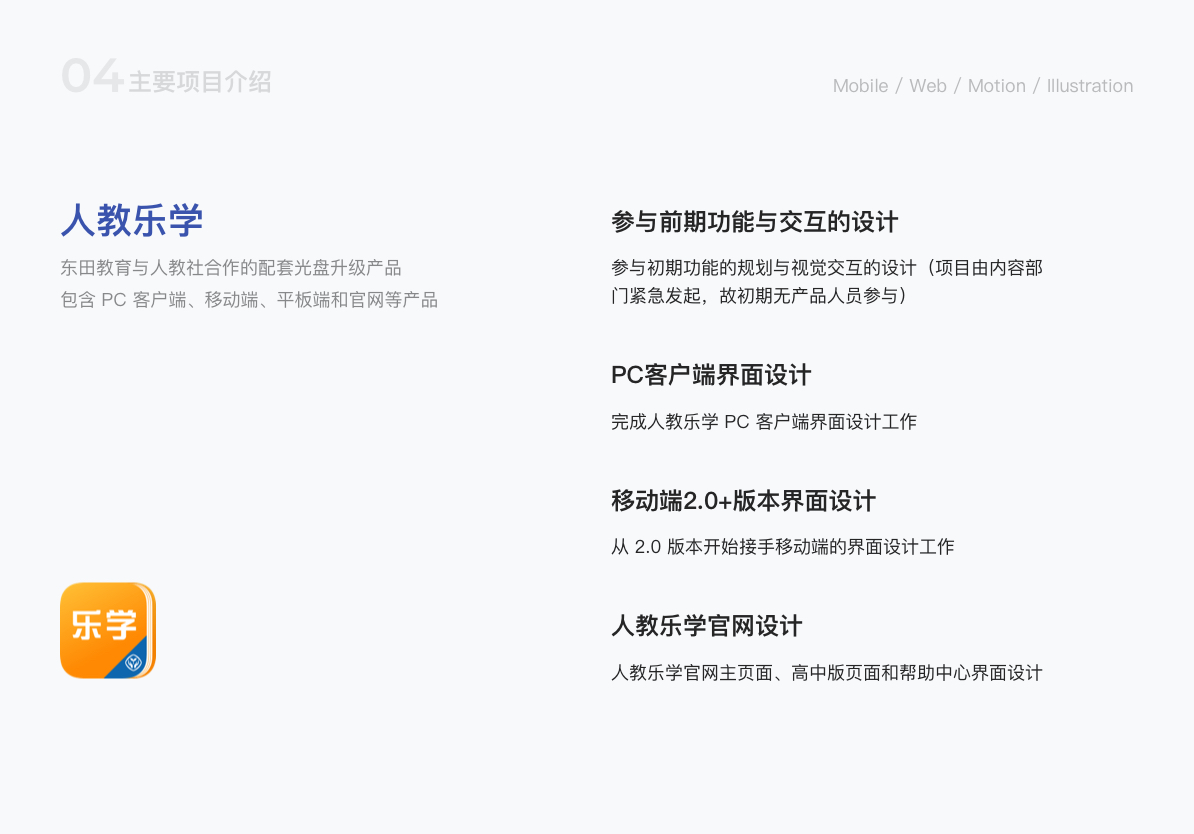 04 主要项目介绍
Mobile / Web / Motion / Illustration
人教乐学
东田教育与人教社合作的配套光盘升级产品
包含 PC 客户端、移动端、平板端和官网等产品
乐学
参与前期功能与交互的设计
参与初期功能的规划与视觉交互的设计（项目由内容部
门紧急发起，故初期无产品人员参与）
PC客户端界面设计
完成人教乐学 PC 客户端界面设计工作
移动端2.0+版本界面设计
从 2.0 版本开始接手移动端的界面设计工作
人教乐学官网设计
人教乐学官网主页面、高中版页面和帮助中心界面设计